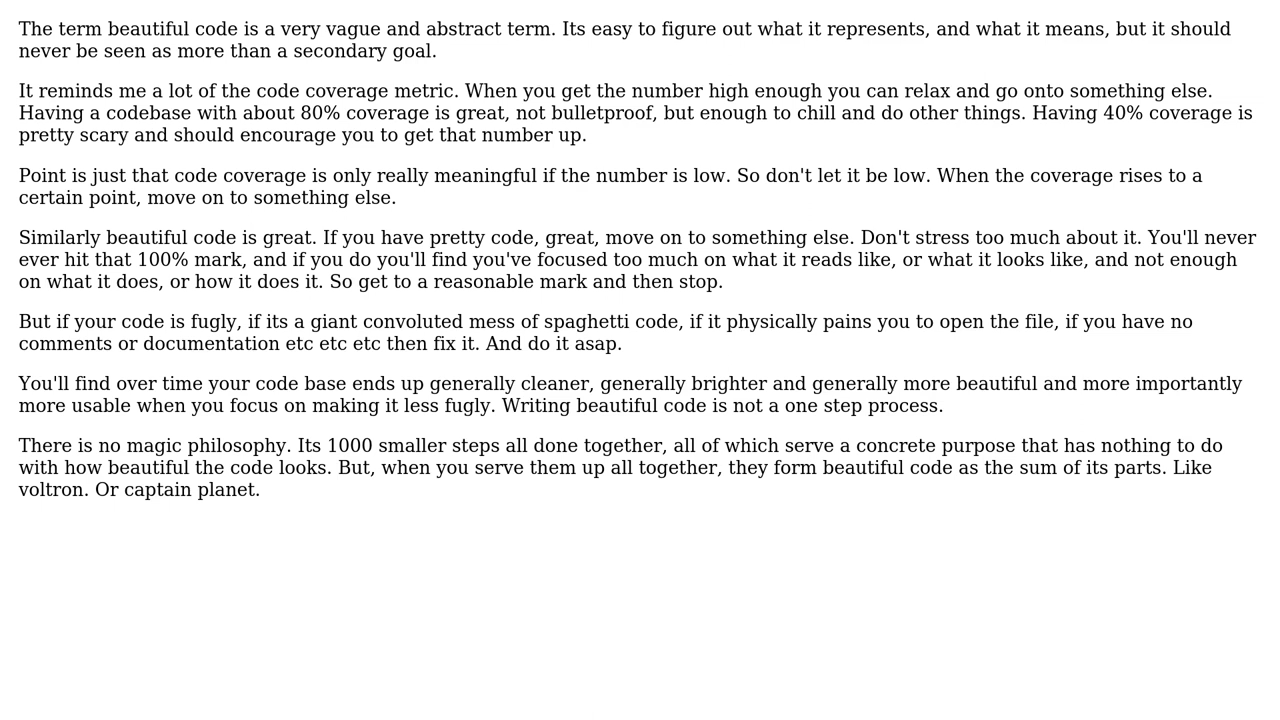 The term beautiful code is a very vague and abstract term. Its easy to figure out what it represents, and what it means, but it should
never be seen as more than a secondary goal.
It reminds me a lot of the code coverage metric. When you get the number high enough you can relax and go onto something else.
Having a codebase with about 80% coverage is great, not bulletproof, but enough to chill and do other things. Having 40% coverage is
pretty scary and should encourage you to get that number up.
Point is just that code coverage is only really meaningful if the number is low. So don't let it be low. When the coverage rises to a
certain point, move on to something else.
Similarly beautiful code is great. If you have pretty code, great, move on to something else. Don't stress too much about it. You'll never
ever hit that 100% mark, and if you do you'll find you've focused too much on what it reads like, or what it looks like, and not enough
on what it does, or how it does it. So get to a reasonable mark and then stop.
But if your code is fugly, if its a giant convoluted mess of spaghetti code, if it physically pains you to open the file, if you have no
comments or documentation etc etc etc then fix it. And do it asap.
You'll find over time your code base ends up generally cleaner, generally brighter and generally more beautiful and more importantly
more usable when you focus on making it less fugly. Writing beautiful code is not a one step process.
There is no magic philosophy. Its 1000 smaller steps all done together, all of which serve a concrete purpose that has nothing to do
with how beautiful the code looks. But, when you serve them up all together, they form beautiful code as the sum of its parts. Like
voltron. Or captain planet.